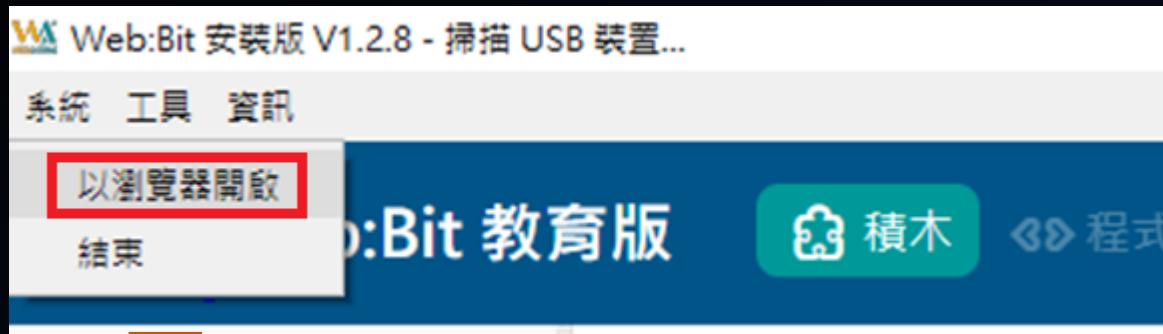 Web:Bit 安裝版 V1.2.8 - 掃描 USB 裝置...
系統 工具 資訊
以瀏覽器開啟
結束
:Bit 教育版 積木 程式